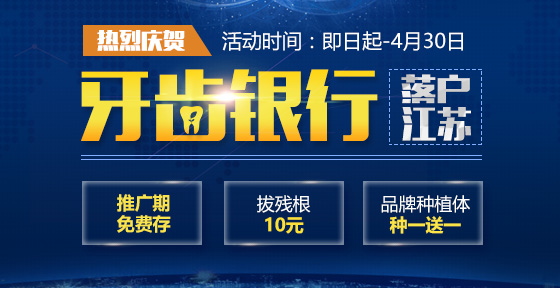 热烈庆贺
活动时间：即日起-4月30日
牙齿银行
落户
江苏
推广期
免费存
拔残根
10元
品牌种植体
种一送一